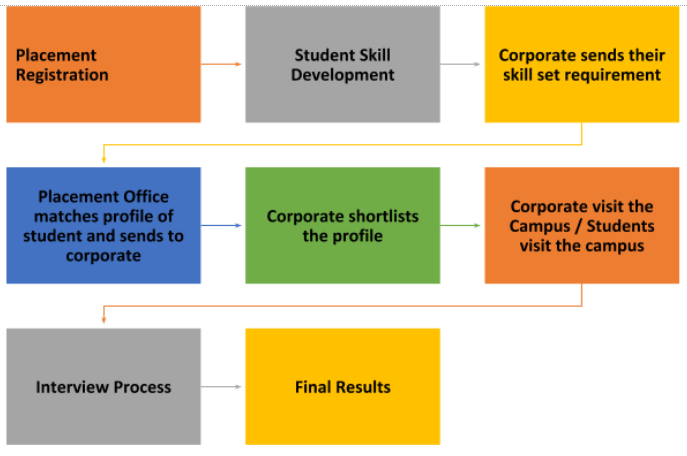 Placement
Registration
Student Skill
Development
Corporate sends their
skill set requirement
Placement Office
matches profile of
student and sends to
corporate
Corporate shortlists
the profile
Corporate visit the
Campus / Students
visit the campus
Interview Process
Final Results